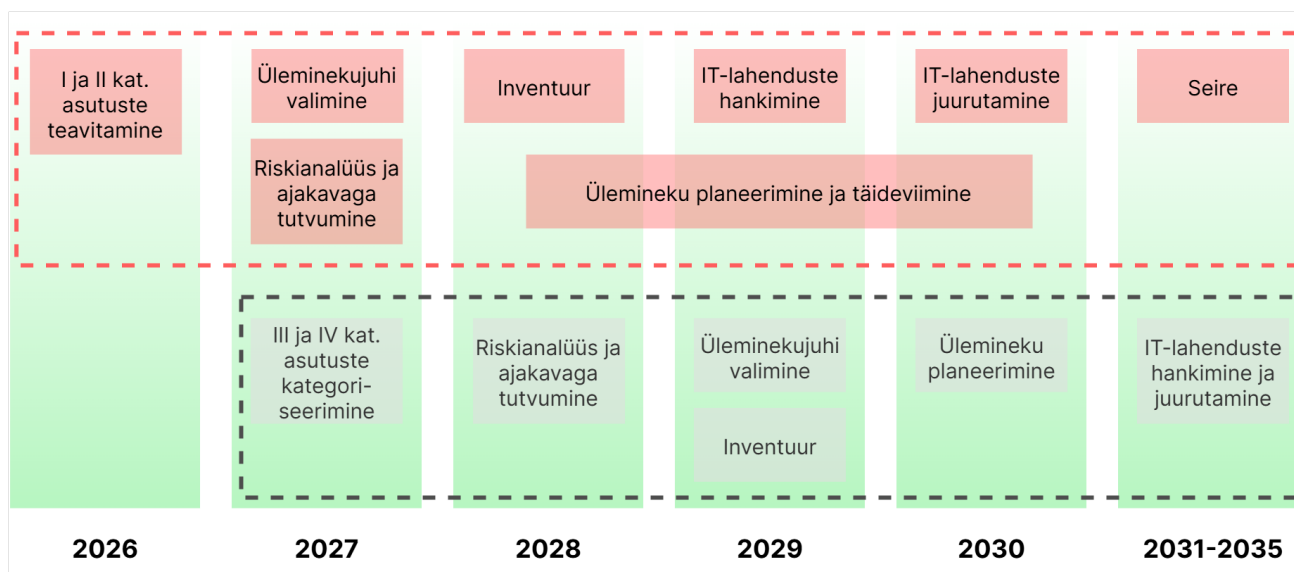 I ja II kat.
asutuste
teavitamine
Üleminekujuhi
valimine
Inventuur
IT-lahenduste
hankimine
IT-lahenduste
juurutamine
Seire
Riskianalüüs ja
ajakavaga
tutvumine
Ülemineku planeerimine ja täideviimine
III ja IV kat.
asutuste
kategori-
seerimine
Riskianalüüs ja
ajakavaga
tutvumine
Üleminekujuhi
valimine
Ülemineku
planeerimine
IT-lahenduste
hankimine ja
juurutamine
Inventuur
2026
2027
2028
2029
2030
2031-2035